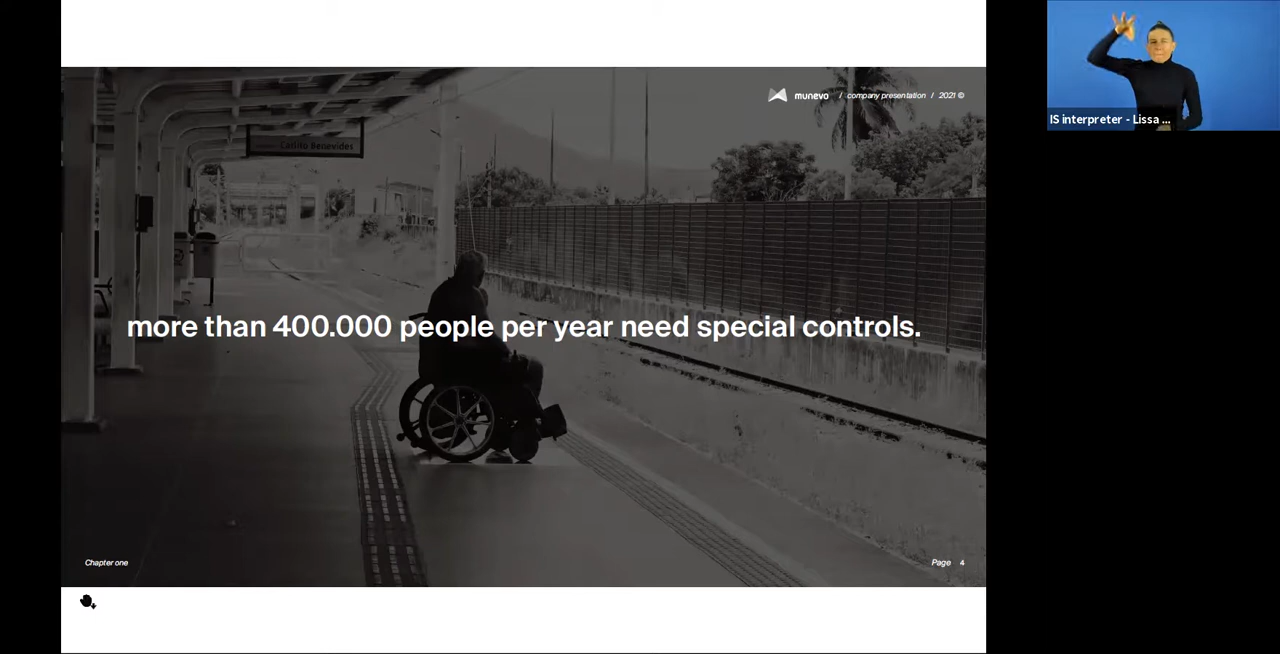 munevo / company presentation / 2021 ©
IS interpreter - Lissa ...
Carlito Benevides
more than 400.000 people per year need special controls.
Chapter one
Page 4